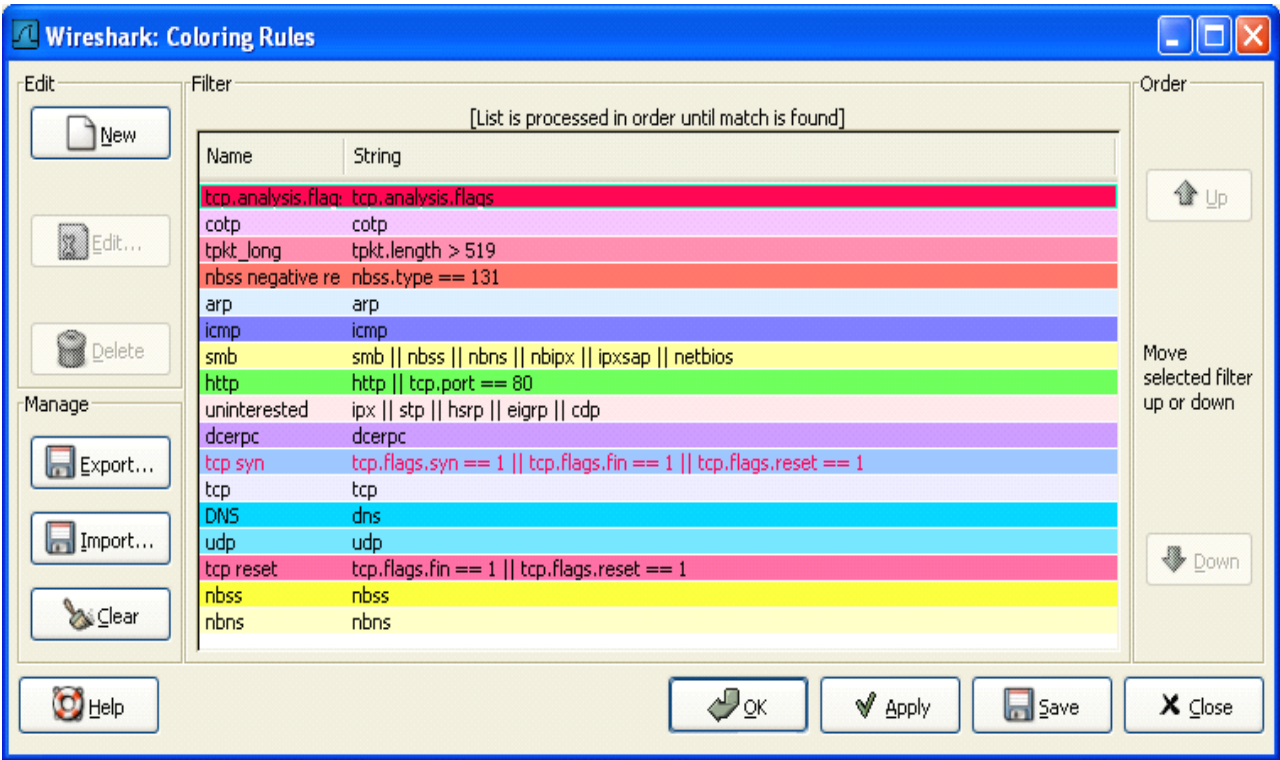 Wireshark: Coloring Rules
Edit
New
Edit...
Delete
Manage
Export...
Import...
Clear
Filter
[List is processed in order until match is found]
Name String
tcp.analysis.flag: tcp.analysis.flags
cotp cotp
tpkt_long tpkt.length > 519
nbss negative re nbss.type == 131
arp arp
icmp icmp
smb smb || nbss || nbns || nbipx || ipxsap || netbios
http http || tcp.port == 80
uninterested ipx || stp || hsrp || eigrp || cdp
dcerpc dcerpc
tcp syn tcp.flags.syn == 1 || tcp.flags.fin == 1 || tcp.flags.reset == 1
tcp tcp
DNS dns
udp udp
tcp reset tcp.flags.fin == 1 || tcp.flags.reset == 1
nbss nbss
nbns nbns
Order
Up
Move
selected filter
up or down
Down
Help
OK
Apply
Save
Close